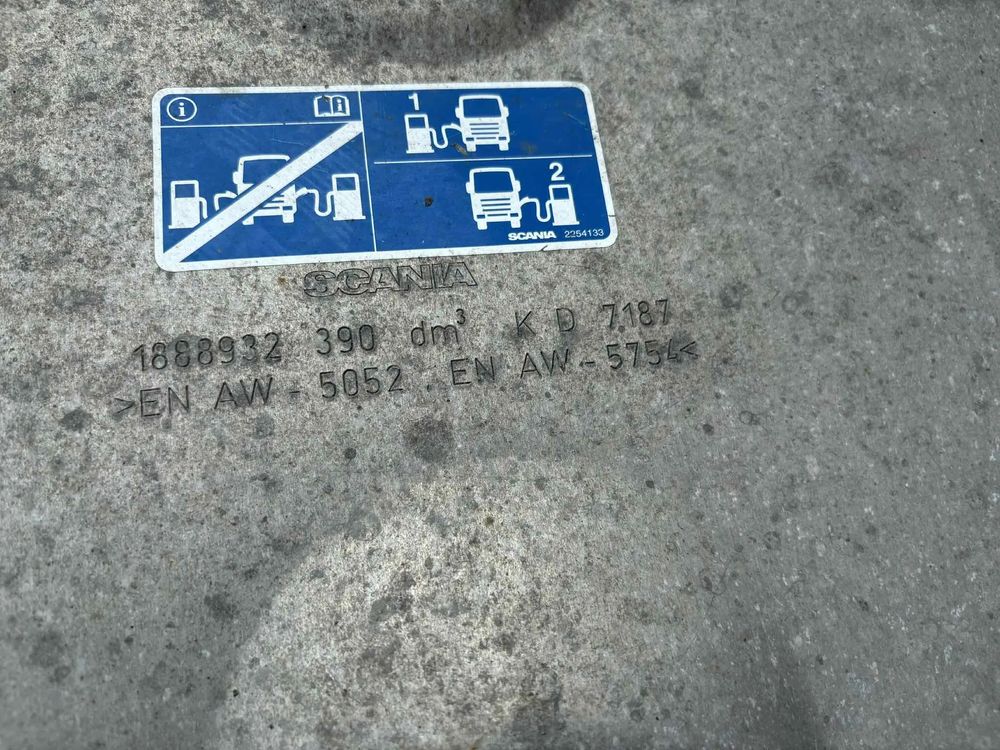 i
i
1
2
SCANIA 2254133
SCANIA
1888932 390 dm³ K D 7187
>EN AW - 5052 . EN AW - 5754<